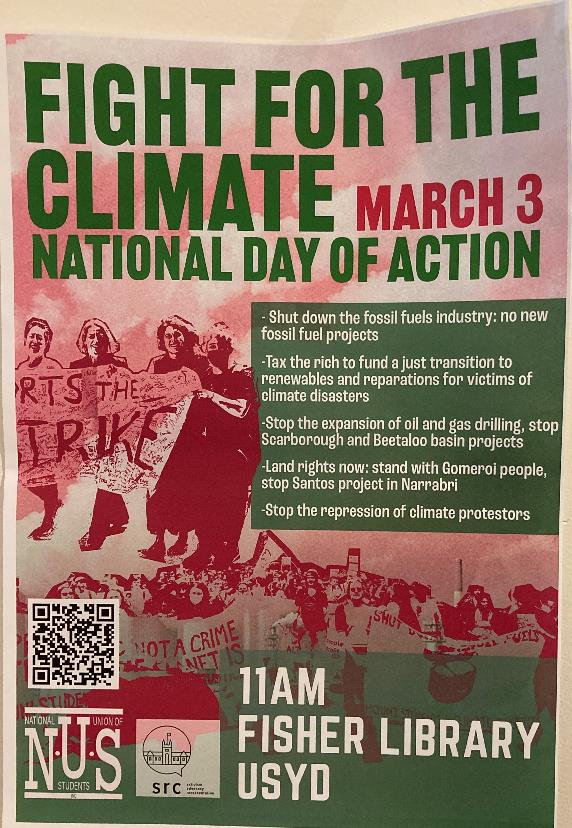 FIGHT FOR THE
CLIMATE MARCH 3
NATIONAL DAY OF ACTION
- Shut down the fossil fuels industry: no new
fossil fuel projects
-Tax the rich to fund a just transition to
renewables and reparations for victims of
climate disasters
-Stop the expansion of oil and gas drilling, stop
Scarborough and Beetaloo basin projects
-Land rights now: stand with Gomeroi people,
stop Santos project in Narrabri
-Stop the repression of climate protestors
RTS THE
TRIKE
NOT A CRIME
SHUT
11AM
FISHER LIBRARY
USYD
NATIONAL UNION OF
N.U.S
STUDENTS
src